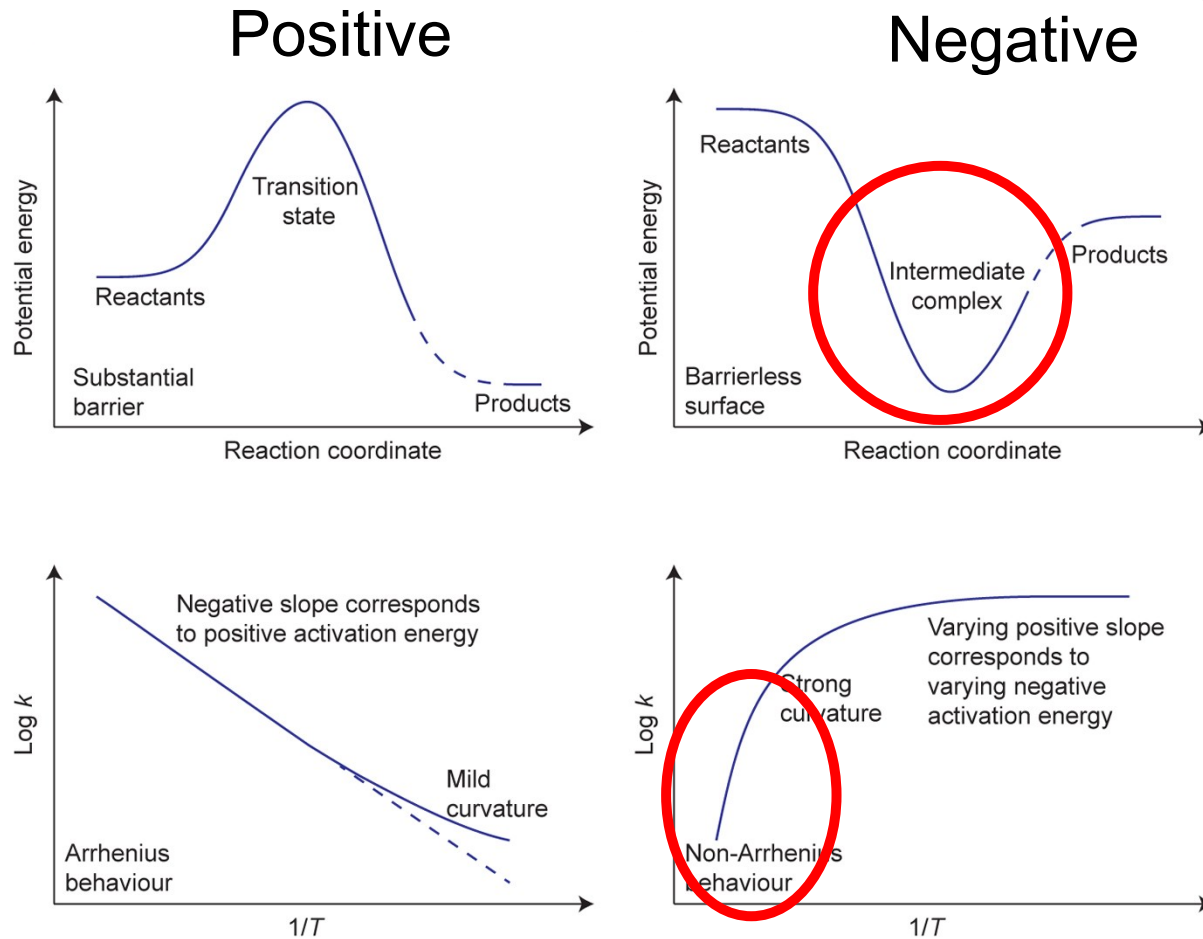 Positive
Potential energy
Transition
state
Reactants
Substantial
barrier
Products
Reaction coordinate
Negative
Potential energy
Reactants
Intermediate
complex
Products
Barrierless
surface
Reaction coordinate
Log k
Negative slope corresponds
to positive activation energy
Mild
curvature
Arrhenius
behaviour
1/T
Log k
Strong
curvature
Varying positive slope
corresponds to
varying negative
activation energy
Non-Arrhenius
behaviour
1/T